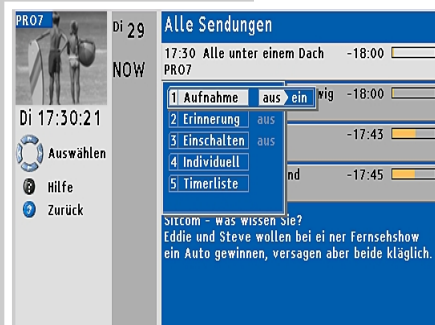 PRO7
Di 29
NOW
Di 17:30:21
Auswählen
Hilfe
Zurück
Alle Sendungen
17:30 Alle unter einem Dach -18:00
PRO7
wig -18:00
-17:43
nd -17:45
1 Aufnahme aus ein
2 Erinnerung aus
3 Einschalten aus
4 Individuell
5 Timerliste
Sitcom - Was wissen Sie?
Eddie und Steve wollen bei ei ner Fernsehshow
ein Auto gewinnen, versagen aber beide kläglich.